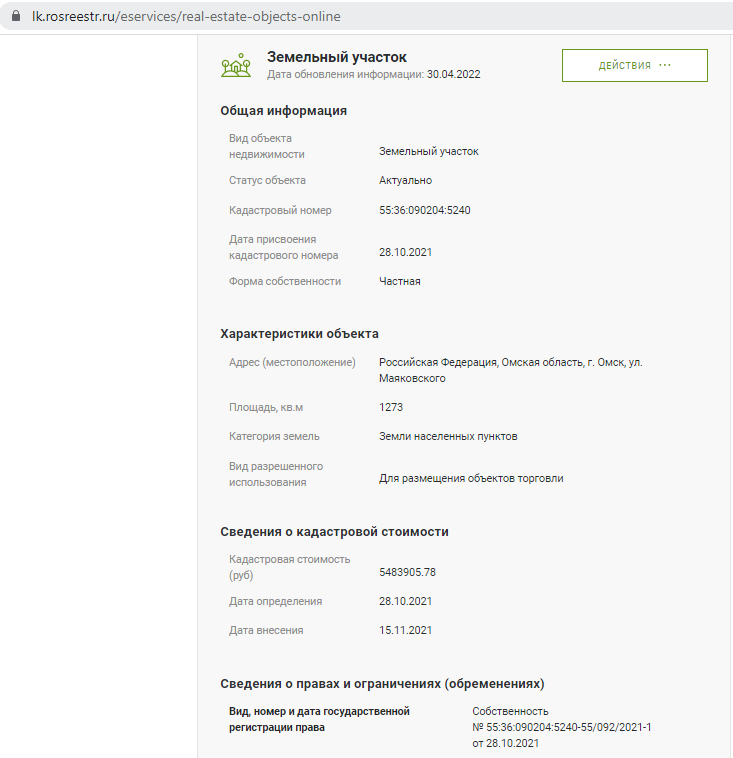 lk.rosreestr.ru/eservices/real-estate-objects-online
Земельный участок
Дата обновления информации: 30.04.2022
ДЕЙСТВИЯ ···
Общая информация
Вид объекта
недвижимости
Земельный участок
Статус объекта
Актуально
Кадастровый номер
55:36:090204:5240
Дата присвоения
кадастрового номера
28.10.2021
Форма собственности
Частная
Характеристики объекта
Адрес (местоположение)
Российская Федерация, Омская область, г. Омск, ул.
Маяковского
Площадь, кв.м
1273
Категория земель
Земли населенных пунктов
Вид разрешенного
использования
Для размещения объектов торговли
Сведения о кадастровой стоимости
Кадастровая стоимость
(руб)
5483905.78
Дата определения
28.10.2021
Дата внесения
15.11.2021
Сведения о правах и ограничениях (обременениях)
Вид, номер и дата государственной
регистрации права
Собственность
№ 55:36:090204:5240-55/092/2021-1
от 28.10.2021